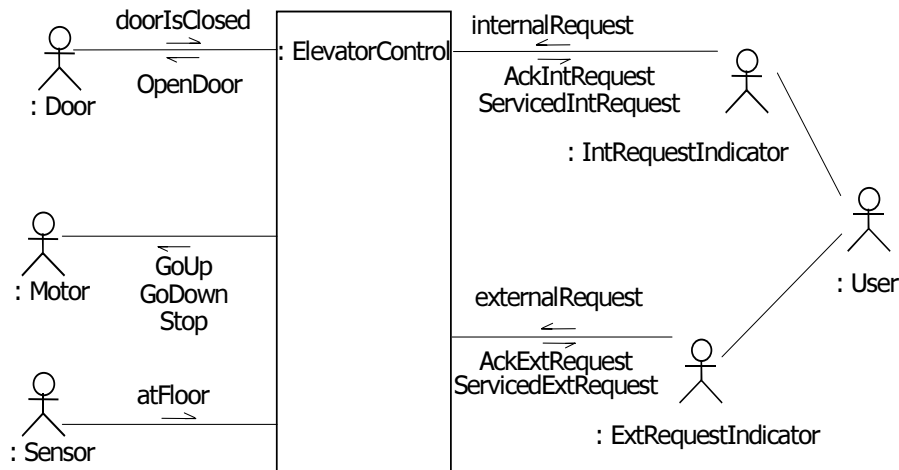 doorIsClosed
OpenDoor
: Door
: ElevatorControl
internalRequest
AckIntRequest
ServicedIntRequest
: IntRequestIndicator
GoUp
GoDown
Stop
: Motor
: User
externalRequest
AckExtRequest
ServicedExtRequest
: ExtRequestIndicator
atFloor
: Sensor